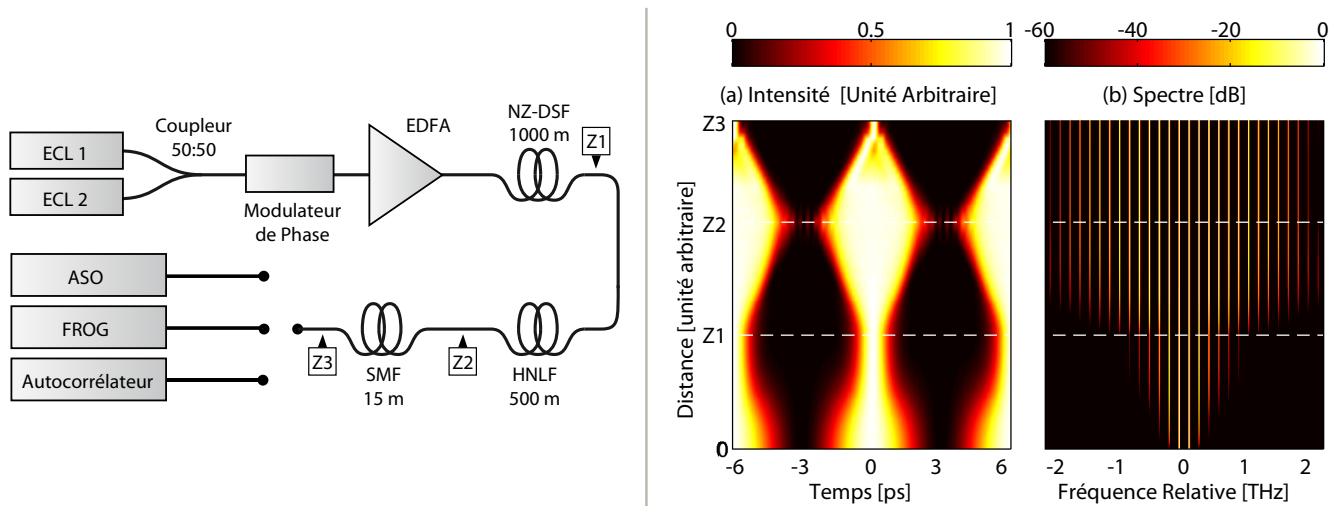 ECL 1
ECL 2
Coupleur
50:50
Modulateur
de Phase
EDFA
NZ-DSF
1000 m
Z1
ASO
FROG
Autocorrélateur
Z3
SMF
15 m
Z2
HNLF
500 m
0 0.5 1
(a) Intensité [Unité Arbitraire]
Distance [unité arbitraire]
Z3
Z2
Z1
0
-6 -3 0 3 6
Temps [ps]
-60 -40 -20 0
(b) Spectre [dB]
-2 -1 0 1 2
Fréquence Relative [THz]